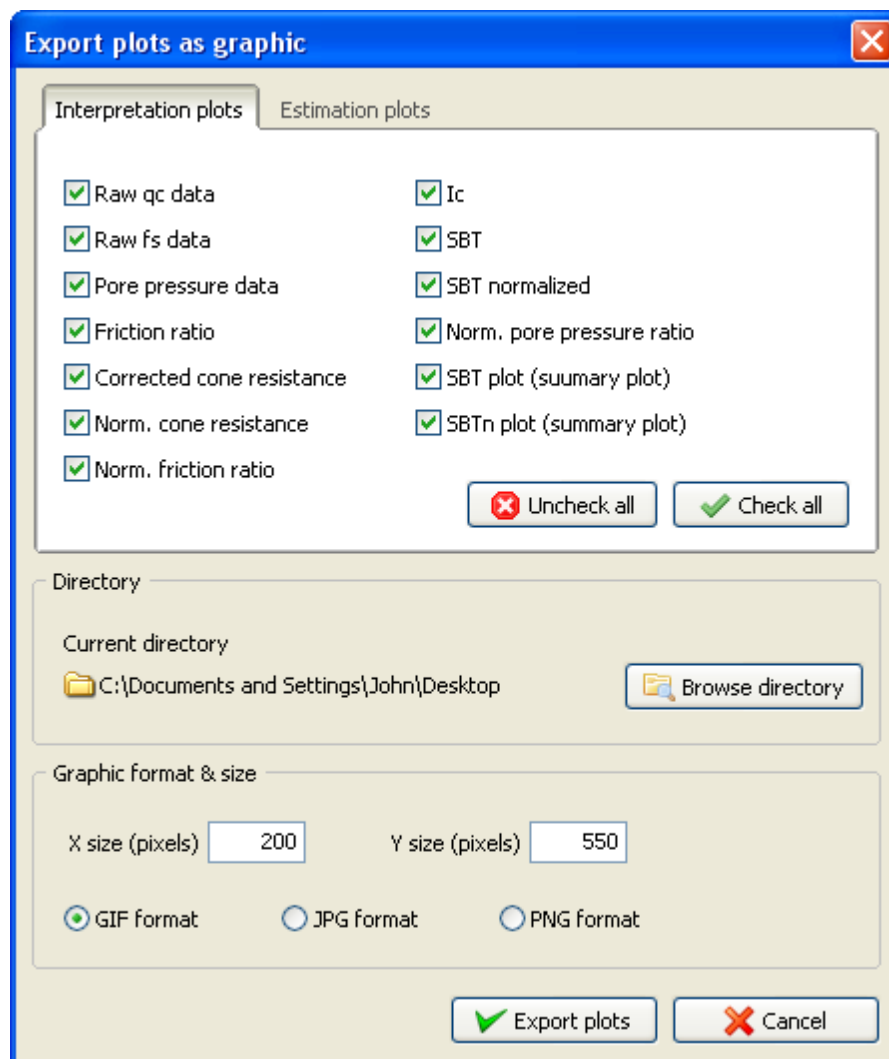 Export plots as graphic
Interpretation plots Estimation plots
Raw qc data Ic
Raw fs data SBT
Pore pressure data SBT normalized
Friction ratio Norm. pore pressure ratio
Corrected cone resistance SBT plot (suumary plot)
Norm. cone resistance SBTn plot (summary plot)
Norm. friction ratio
Uncheck all Check all
Directory
Current directory
C:\Documents and Settings\John\Desktop Browse directory
Graphic format & size
X size (pixels) 200 Y size (pixels) 550
GIF format JPG format PNG format
Export plots Cancel